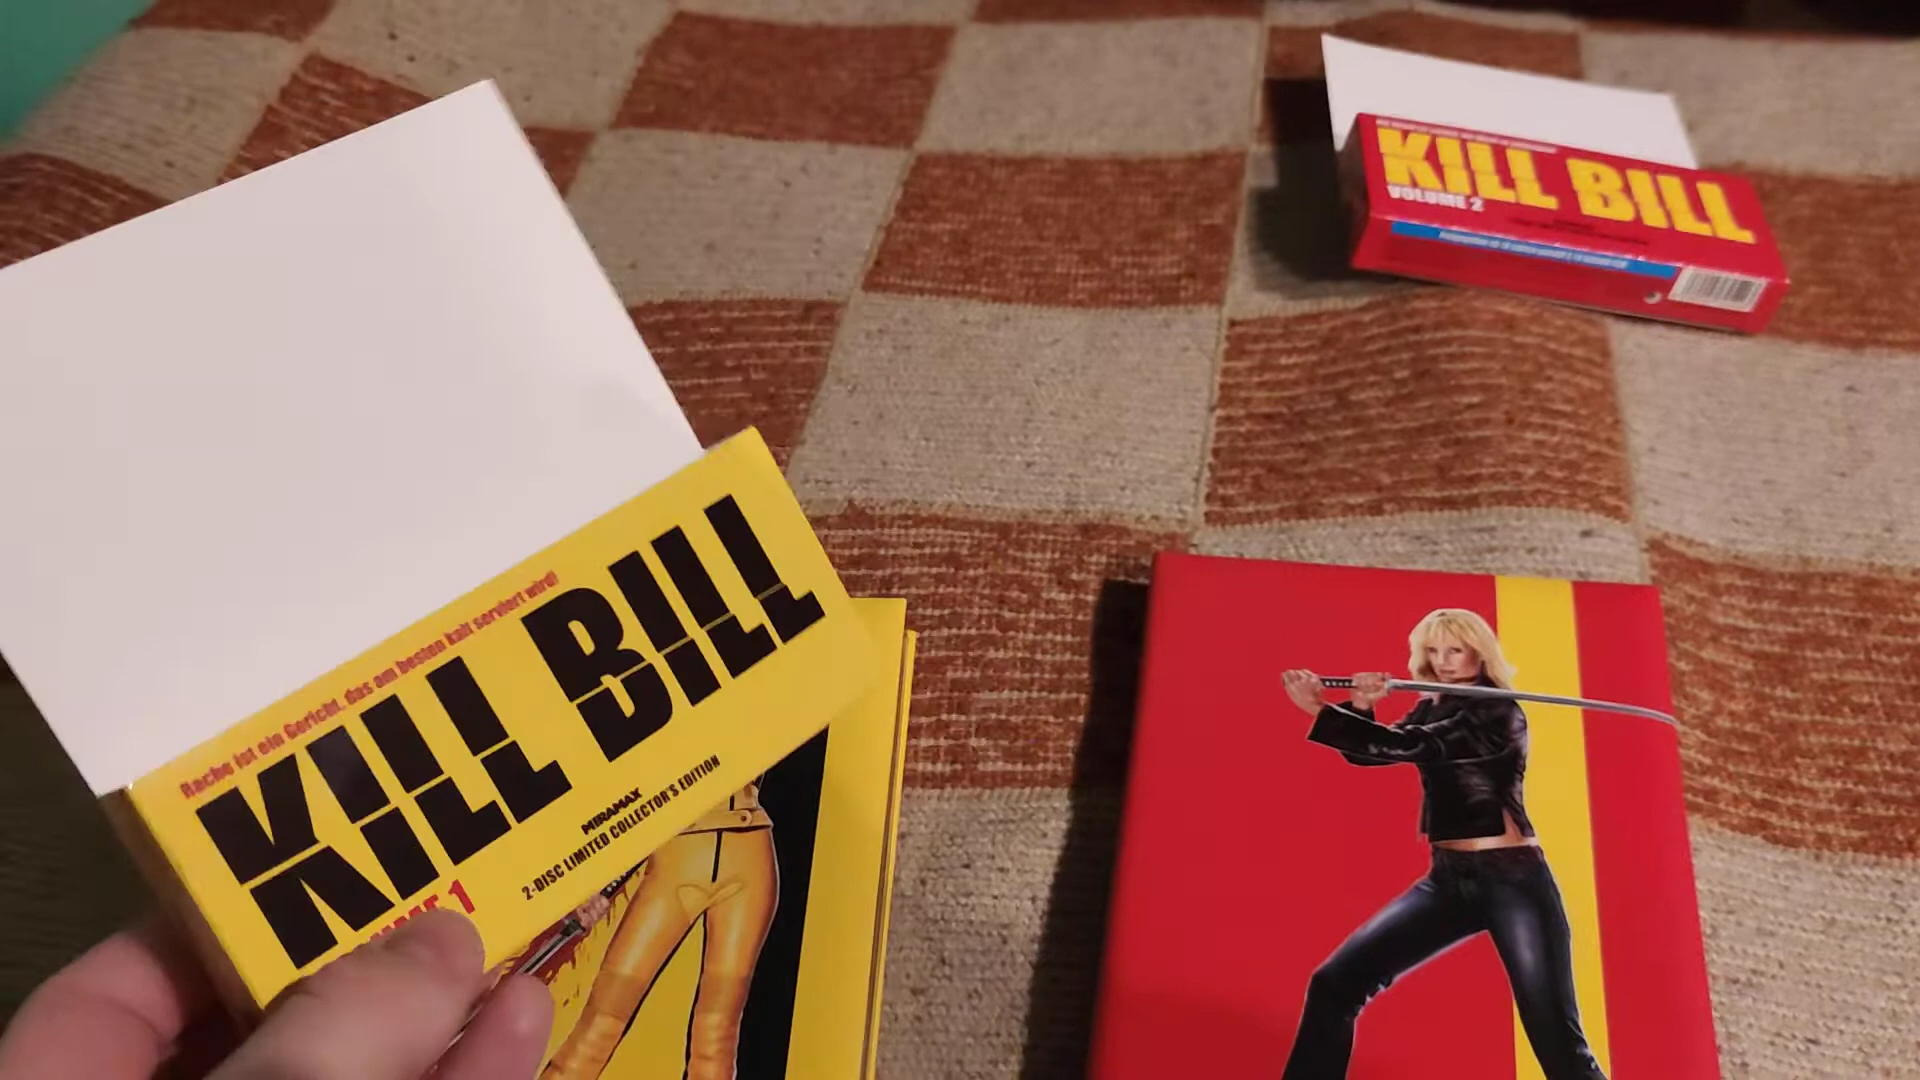 Rache ist ein Gericht, das am besten kalt serviert wird!
KILL BILL
1
MIRAMAX
2-DISC LIMITED COLLECTOR'S EDITION
KILL BILL
VOLUME 2